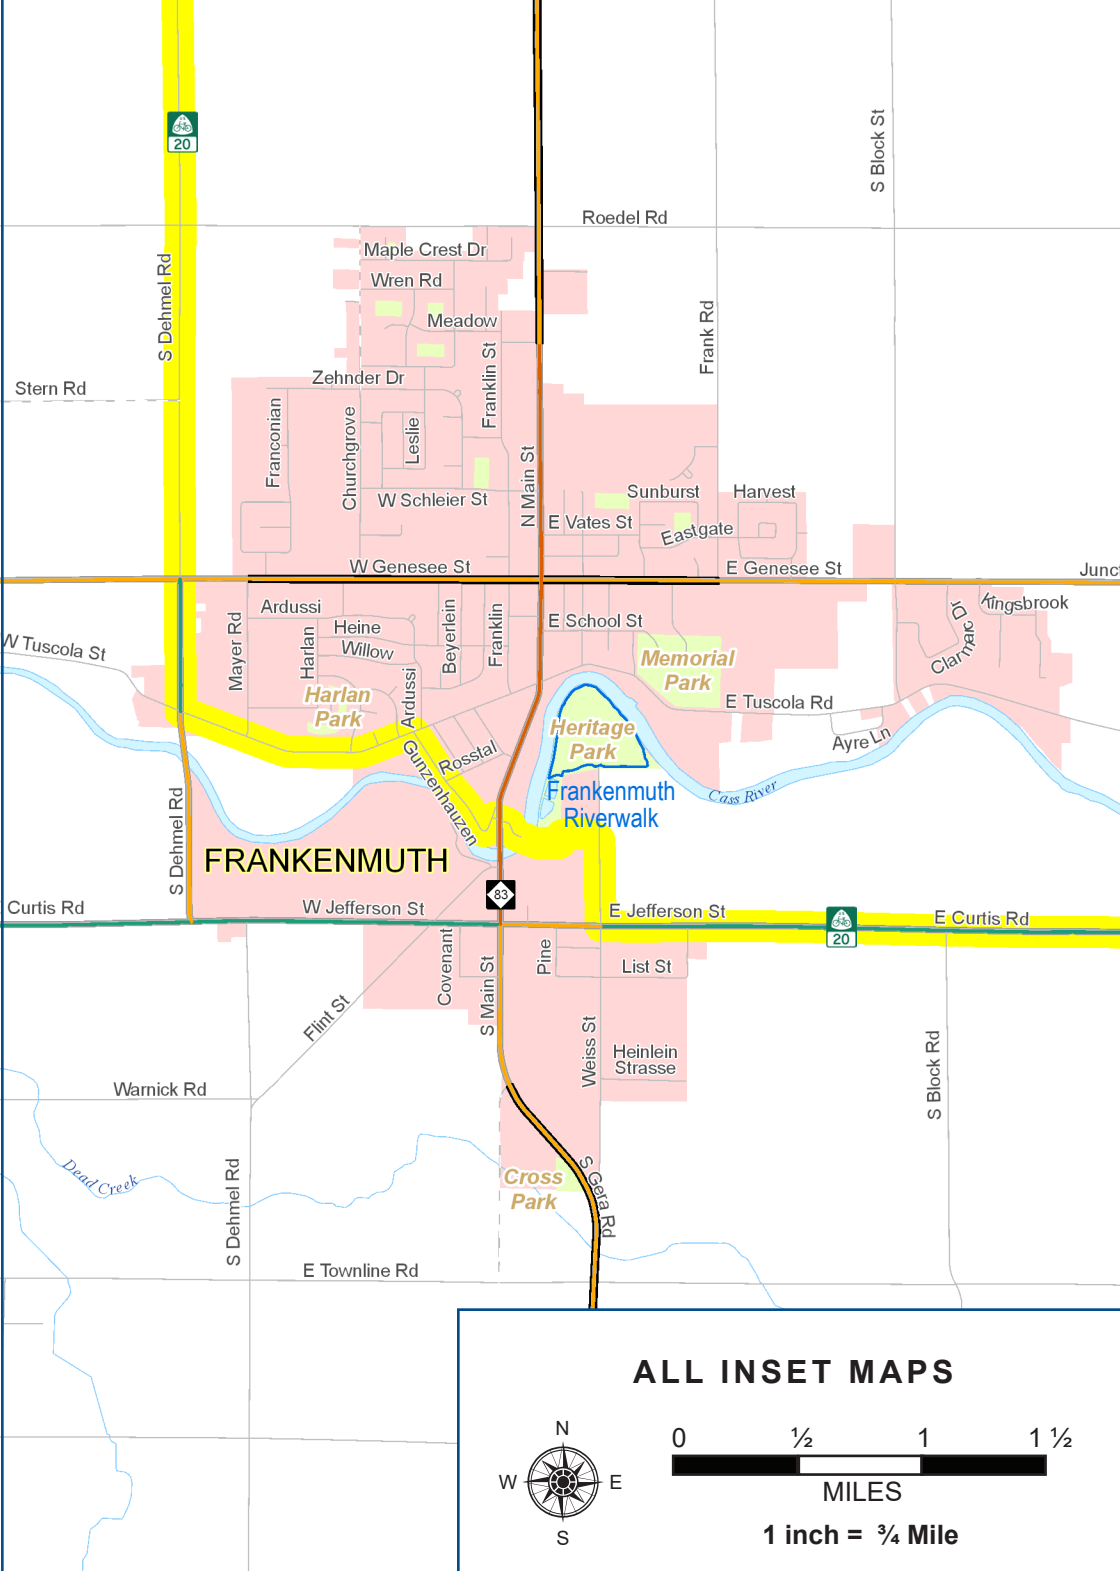 20
S Block St
Roedel Rd
Maple Crest Dr
Wren Rd
Meadow
S Dehmel Rd
Frank Rd
Franklin St
Zehnder Dr
Stern Rd
Franconian
Churchgrove
Leslie
N Main St
W Schleier St
Sunburst
Harvest
E Vates St
Eastgate
W Genesee St
E Genesee St
Junct
Ardussi
Heine
Willow
Mayer Rd
Harlan
Beyerlein
Franklin
E School St
Clarmarc Dr
Kingsbrook
W Tuscola St
Memorial
Park
Harlan
Park
Ardussi
E Tuscola Rd
Heritage
Park
Ayre Ln
Rosstal
Gunzenhauzen
Frankenmuth
Riverwalk
Cass River
S Dehmel Rd
FRANKENMUTH
83
Curtis Rd
W Jefferson St
E Jefferson St
20
E Curtis Rd
Covenant
S Main St
Pine
List St
Flint St
Weiss St
Heinlein
Strasse
S Block Rd
Warnick Rd
Dead Creek
S Dehmel Rd
Cross
Park
S Gera Rd
E Townline Rd
ALL INSET MAPS
N
W
E
S
0 ½ 1 1 ½
MILES
1 inch = ¾ Mile